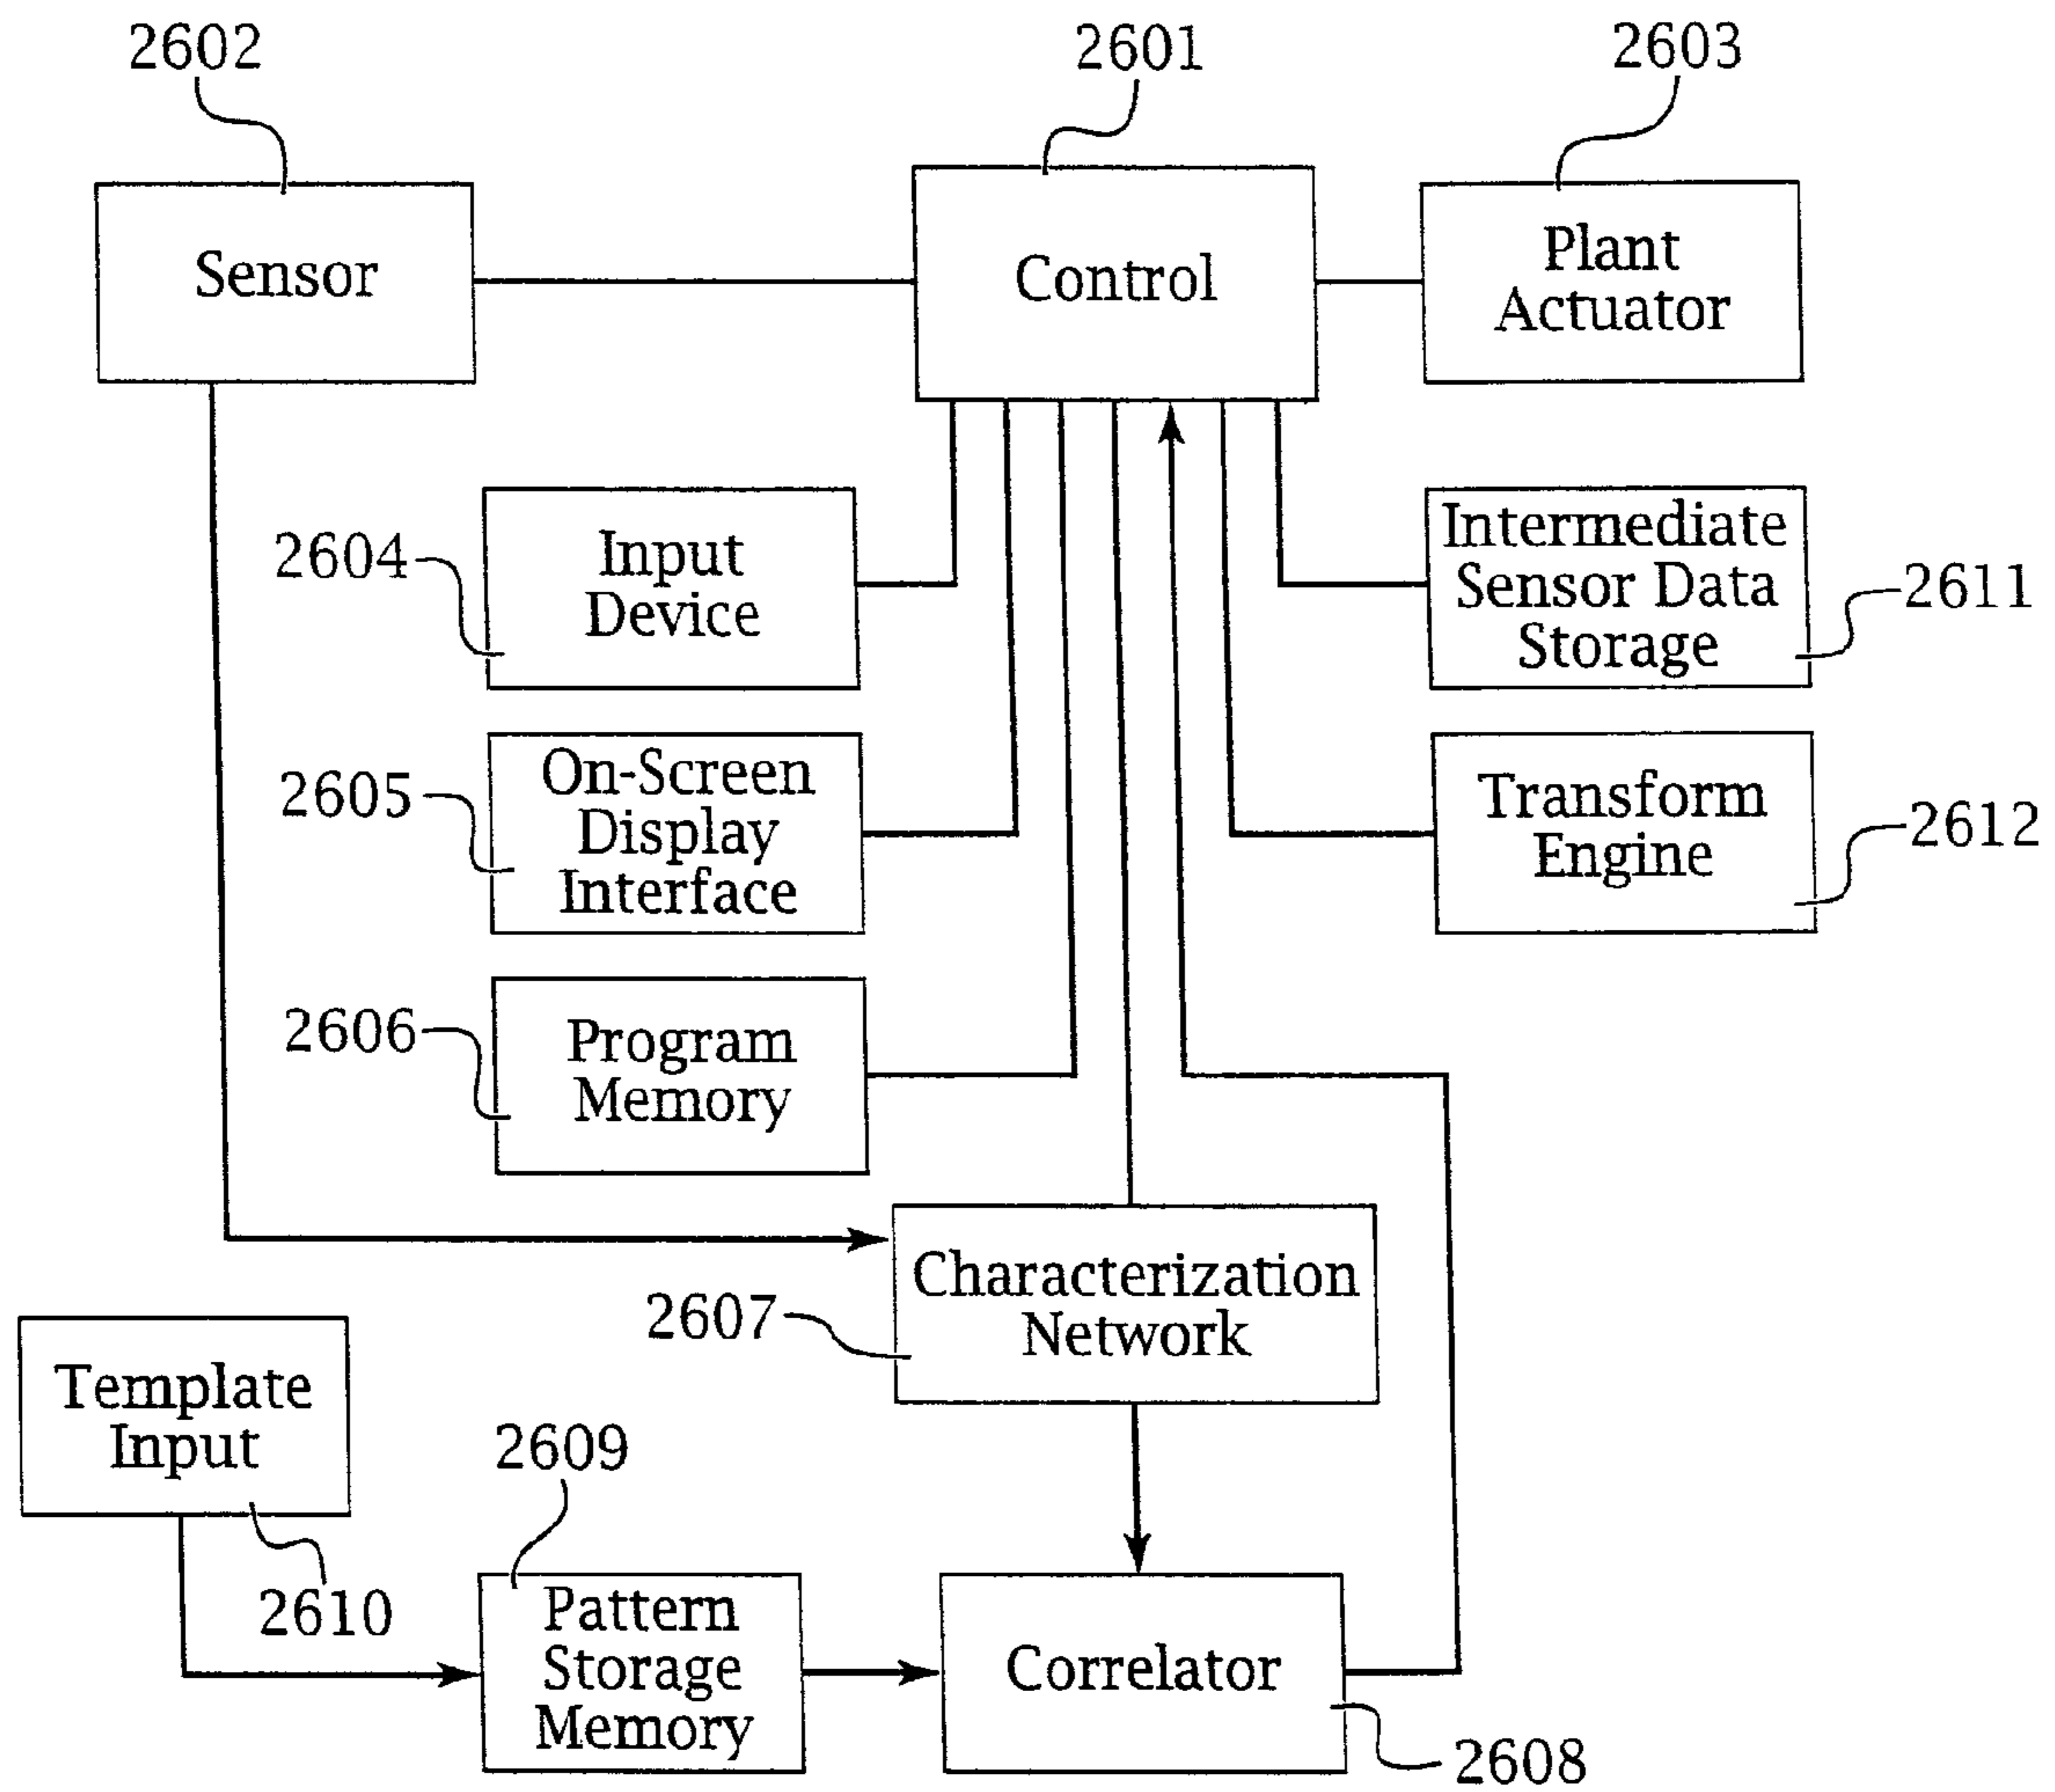 2602
2601
2603
Sensor
Control
Plant
Actuator
2604
Input
Device
Intermediate
Sensor Data
Storage
2611
2605
On-Screen
Display
Interface
Transform
Engine
2612
2606
Program
Memory
2607
Characterization
Network
Template
Input
2610
2609
Pattern
Storage
Memory
Correlator
2608